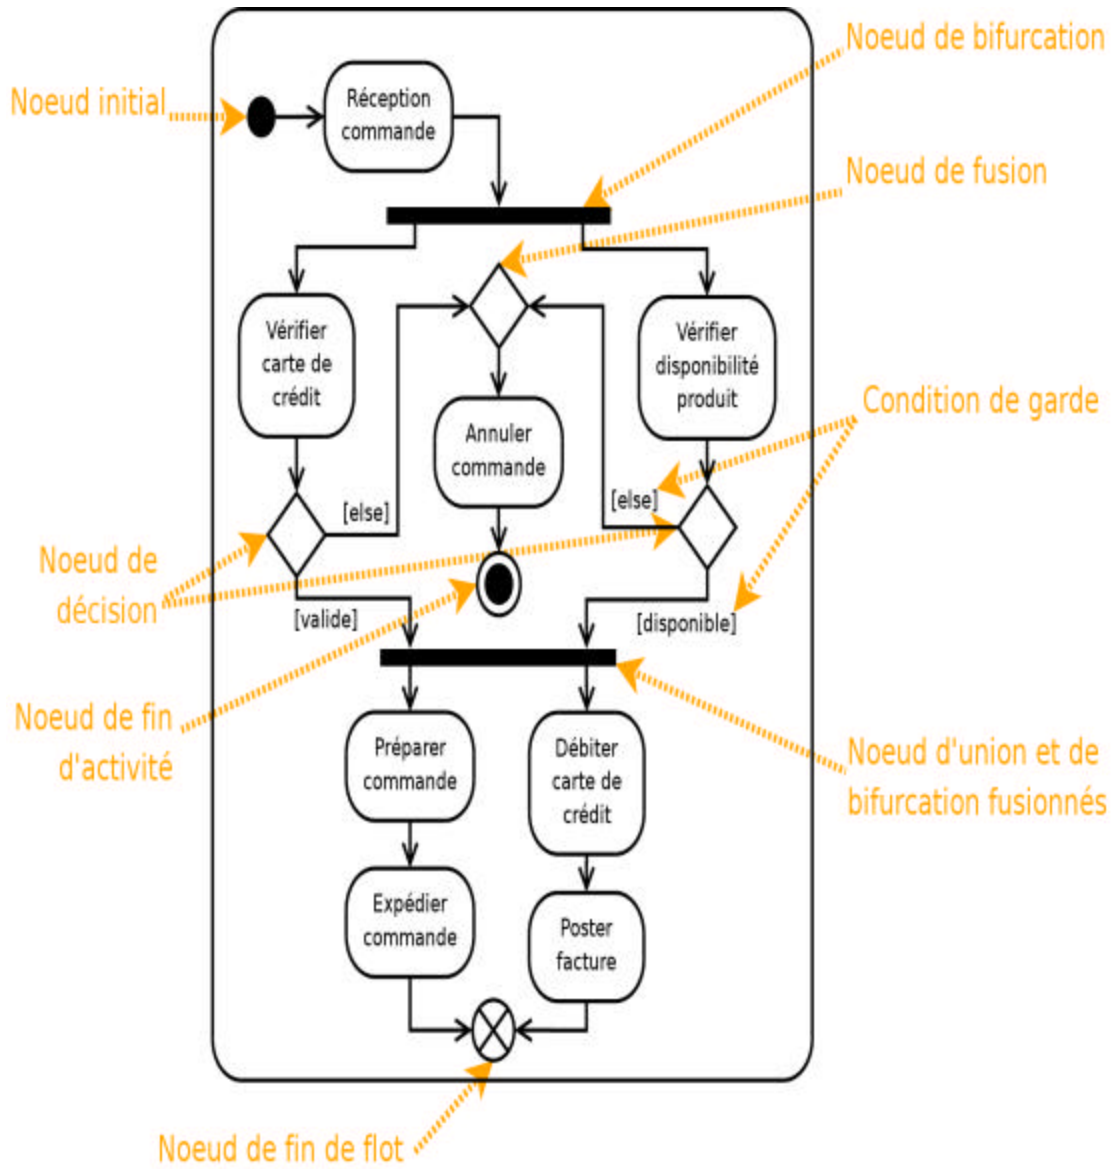 Noeud de bifurcation
Noeud initial
Réception
commande
Noeud de fusion
Vérifier
carte de
crédit
Vérifier
disponibilité
produit
Condition de garde
Annuler
commande
[else]
[else]
Noeud de
décision
[valide]
[disponible]
Noeud de fin
d'activité
Préparer
commande
Débiter
carte de
crédit
Noeud d'union et de
bifurcation fusionnés
Expédier
commande
Poster
facture
Noeud de fin de flot